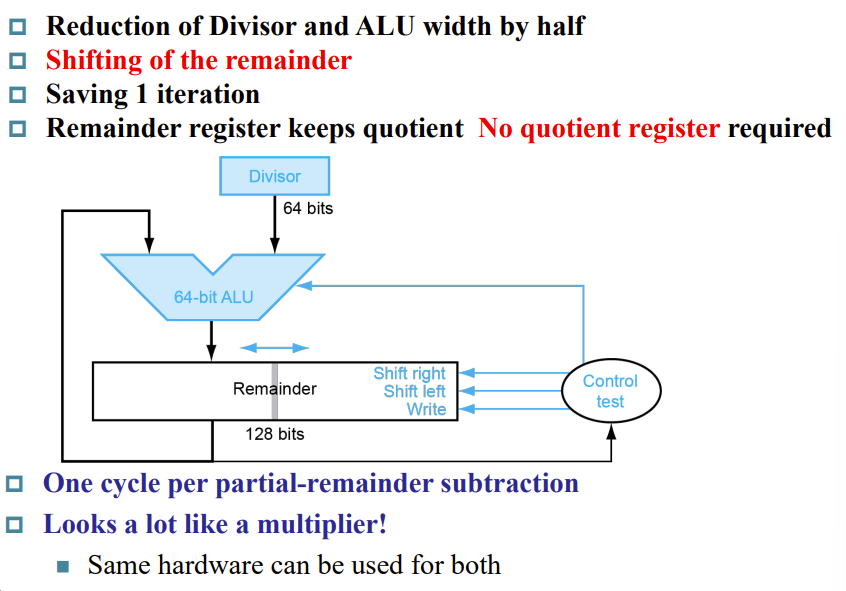 Reduction of Divisor and ALU width by half
Shifting of the remainder
Saving 1 iteration
Remainder register keeps quotient No quotient register required
Divisor
64 bits
64-bit ALU
Shift right
Remainder
Shift left
Write
Control
test
128 bits
One cycle per partial-remainder subtraction
Looks a lot like a multiplier!
Same hardware can be used for both